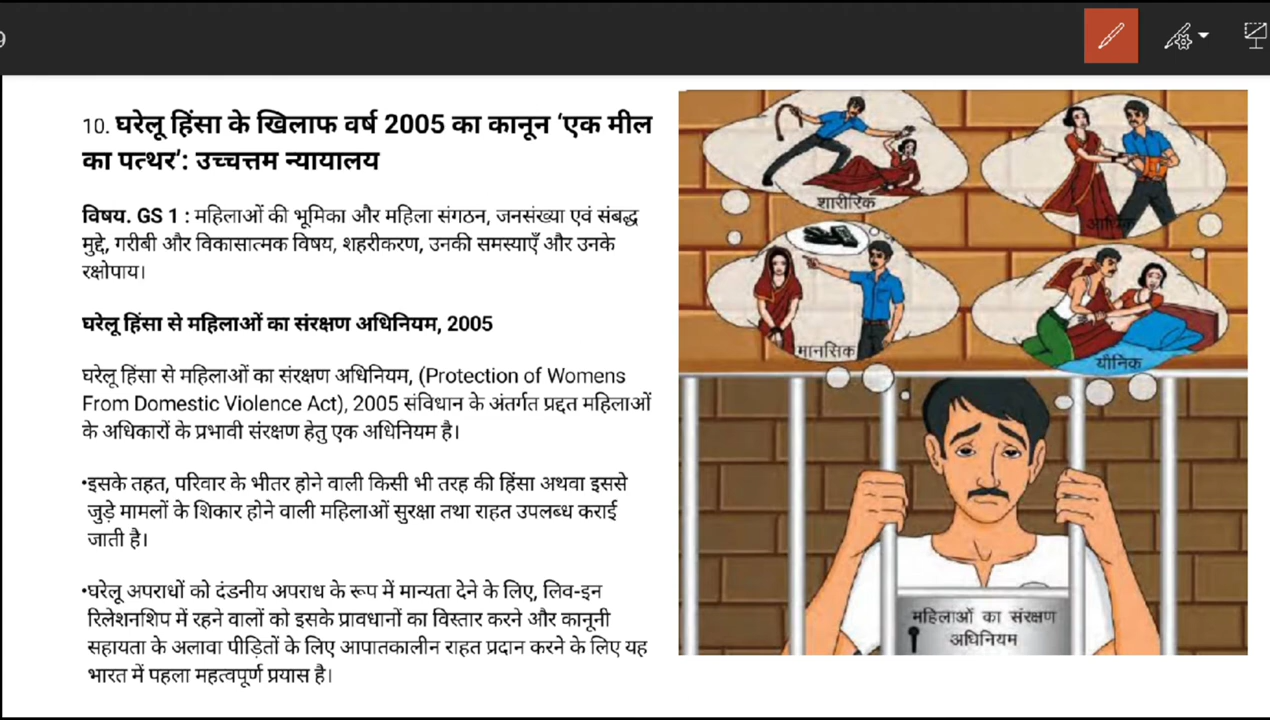 9
10. घरेलू हिंसा के खिलाफ वर्ष 2005 का कानून ‘एक मील
का पत्थर’: उच्चत्तम न्यायालय
विषय. GS 1 : महिलाओं की भूमिका और महिला संगठन, जनसंख्या एवं संबद्ध
मुद्दे, गरीबी और विकासात्मक विषय, शहरीकरण, उनकी समस्याएँ और उनके
रक्षोपाय।
घरेलू हिंसा से महिलाओं का संरक्षण अधिनियम, 2005
घरेलू हिंसा से महिलाओं का संरक्षण अधिनियम, (Protection of Womens
From Domestic Violence Act), 2005 संविधान के अंतर्गत प्रद्दत महिलाओं
के अधिकारों के प्रभावी संरक्षण हेतु एक अधिनियम है।
•इसके तहत, परिवार के भीतर होने वाली किसी भी तरह की हिंसा अथवा इससे
जुड़े मामलों के शिकार होने वाली महिलाओं सुरक्षा तथा राहत उपलब्ध कराई
जाती है।
•घरेलू अपराधों को दंडनीय अपराध के रूप में मान्यता देने के लिए, लिव-इन
रिलेशनशिप में रहने वालों को इसके प्रावधानों का विस्तार करने और कानूनी
सहायता के अलावा पीड़ितों के लिए आपातकालीन राहत प्रदान करने के लिए यह
भारत में पहला महत्वपूर्ण प्रयास है।
शारीरिक
आर्थिक
मानसिक
यौनिक
महिलाओं का संरक्षण
अधिनियम